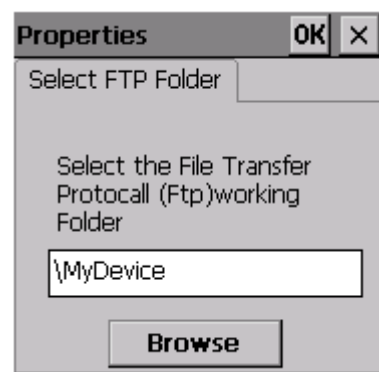 Properties OK ×
Select FTP Folder
Select the File Transfer
Protocall (Ftp)working
Folder
\MyDevice
Browse